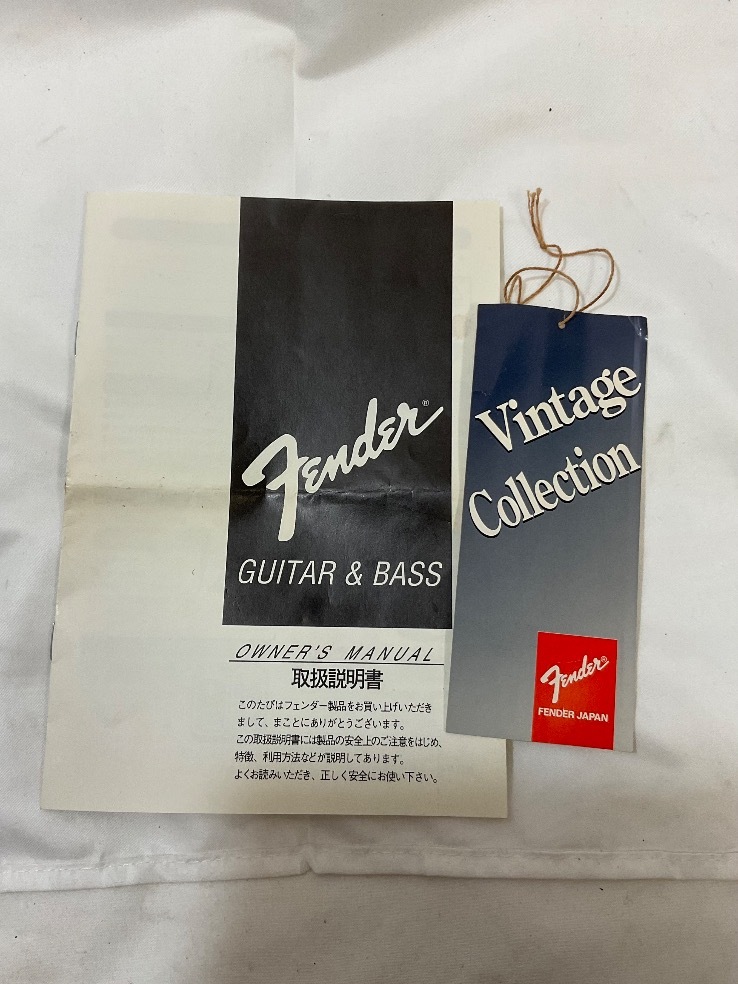 Fender®
GUITAR & BASS
OWNER'S MANUAL
取扱説明書
このたびはフェンダー製品をお買い上げいただき
まして、まことにありがとうございます。
この取扱説明書には製品の安全上のご注意をはじめ、
特徴、利用方法などが説明してあります。
よくお読みいただき、正しく安全にお使い下さい。
Vintage
Collection
Fender®
FENDER JAPAN